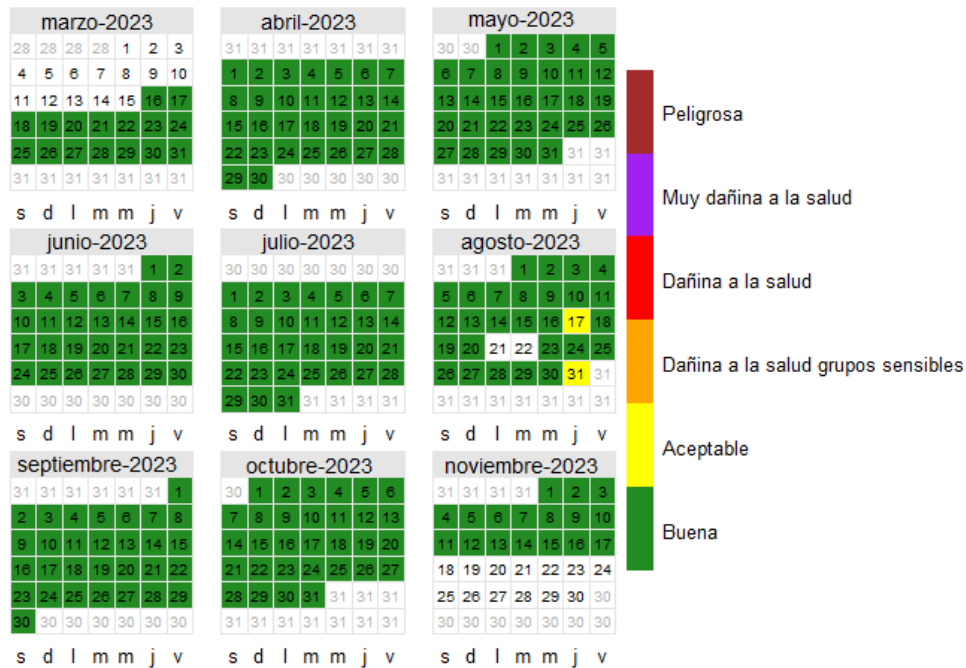 marzo-2023
28 28 28 28 1 2 3
4 5 6 7 8 9 10
11 12 13 14 15 16 17
18 19 20 21 22 23 24
25 26 27 28 29 30 31
31 31 31 31 31 31 31
s d l m m j v
abril-2023
31 31 31 31 31 31 31
1 2 3 4 5 6 7
8 9 10 11 12 13 14
15 16 17 18 19 20 21
22 23 24 25 26 27 28
29 30 30 30 30 30 30
s d l m m j v
mayo-2023
30 30 1 2 3 4 5
6 7 8 9 10 11 12
13 14 15 16 17 18 19
20 21 22 23 24 25 26
27 28 29 30 31 31 31
31 31 31 31 31 31 31
s d l m m j v
junio-2023
31 31 31 31 31 1 2
3 4 5 6 7 8 9
10 11 12 13 14 15 16
17 18 19 20 21 22 23
24 25 26 27 28 29 30
30 30 30 30 30 30 30
s d l m m j v
julio-2023
30 30 30 30 30 30 30
1 2 3 4 5 6 7
8 9 10 11 12 13 14
15 16 17 18 19 20 21
22 23 24 25 26 27 28
29 30 31 31 31 31 31
s d l m m j v
agosto-2023
31 31 31 1 2 3 4
5 6 7 8 9 10 11
12 13 14 15 16 17 18
19 20 21 22 23 24 25
26 27 28 29 30 31 31
31 31 31 31 31 31 31
s d l m m j v
septiembre-2023
31 31 31 31 31 31 1
2 3 4 5 6 7 8
9 10 11 12 13 14 15
16 17 18 19 20 21 22
23 24 25 26 27 28 29
30 30 30 30 30 30 30
s d l m m j v
octubre-2023
30 1 2 3 4 5 6
7 8 9 10 11 12 13
14 15 16 17 18 19 20
21 22 23 24 25 26 27
28 29 30 31 31 31 31
31 31 31 31 31 31 31
s d l m m j v
noviembre-2023
31 31 31 31 1 2 3
4 5 6 7 8 9 10
11 12 13 14 15 16 17
18 19 20 21 22 23 24
25 26 27 28 29 30 30
30 30 30 30 30 30 30
s d l m m j v
Peligrosa
Muy dañina a la salud
Dañina a la salud
Dañina a la salud grupos sensibles
Aceptable
Buena